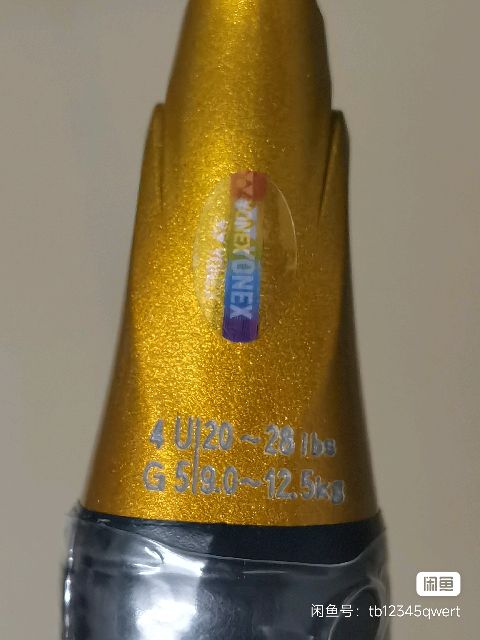 YONEX
4 U|20～28 lbs
G 5|9.0～12.5kg
闲鱼
闲鱼号：tb12345qwert